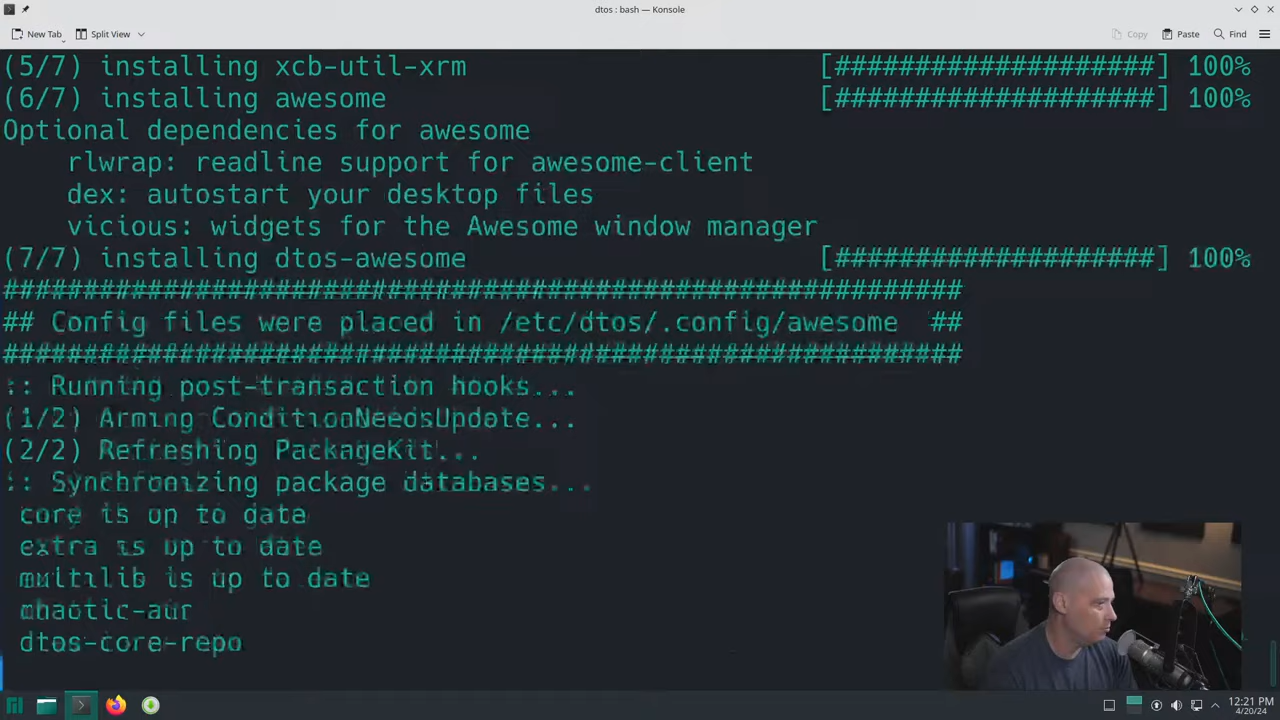 dtos : bash — Konsole
New Tab
Split View
Copy
Paste
Find
(5/7) installing xcb-util-xrm [####################] 100%
(6/7) installing awesome [####################] 100%
Optional dependencies for awesome
rlwrap: readline support for awesome-client
dex: autostart your desktop files
vicious: widgets for the Awesome window manager
(7/7) installing dtos-awesome [####################] 100%
############################################################
## Config files were placed in /etc/dtos/.config/awesome  ##
############################################################
:: Running post-transaction hooks...
(1/2) Arming ConditionNeedsUpdate...
(2/2) Refreshing PackageKit...
:: Synchronizing package databases...
core is up to date
extra is up to date
multilib is up to date
chaotic-aur
dtos-core-repo
12:21 PM
4/20/24